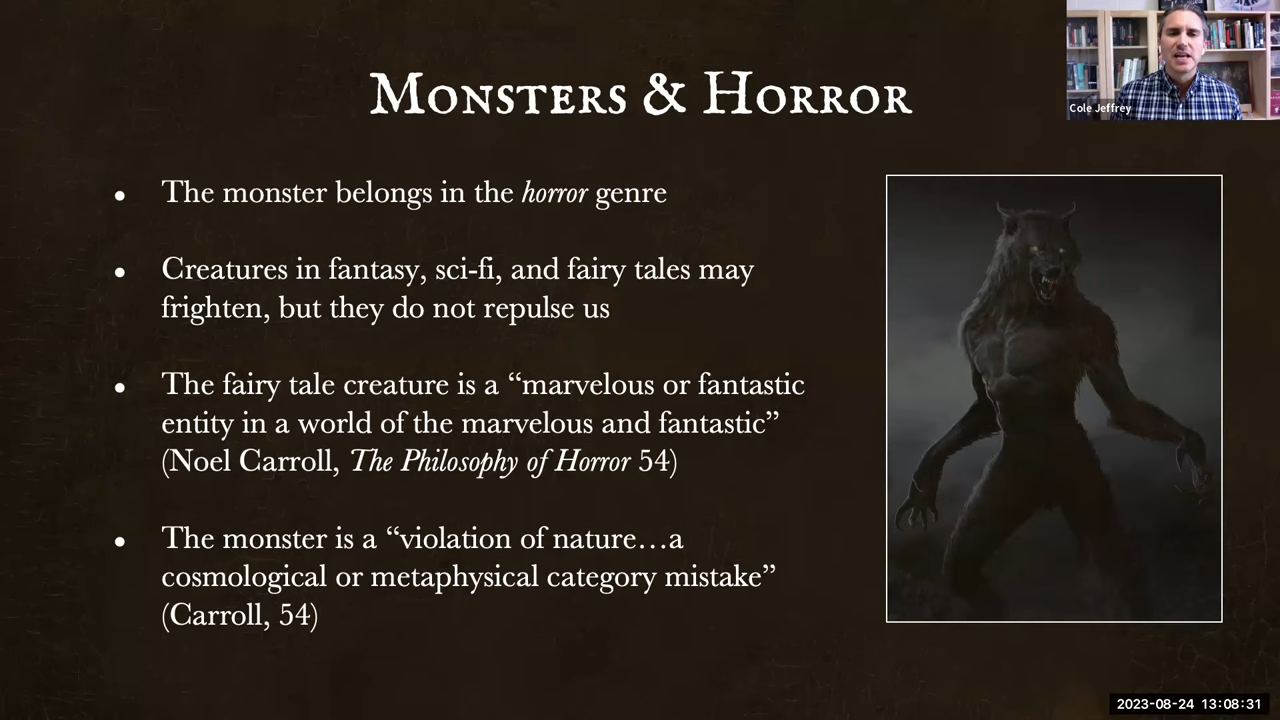 Monsters & Horror
Cole Jeffrey
• The monster belongs in the horror genre
• Creatures in fantasy, sci-fi, and fairy tales may
frighten, but they do not repulse us
• The fairy tale creature is a “marvelous or fantastic
entity in a world of the marvelous and fantastic”
(Noel Carroll, The Philosophy of Horror 54)
• The monster is a “violation of nature…a
cosmological or metaphysical category mistake”
(Carroll, 54)
2023-08-24 13:08:31